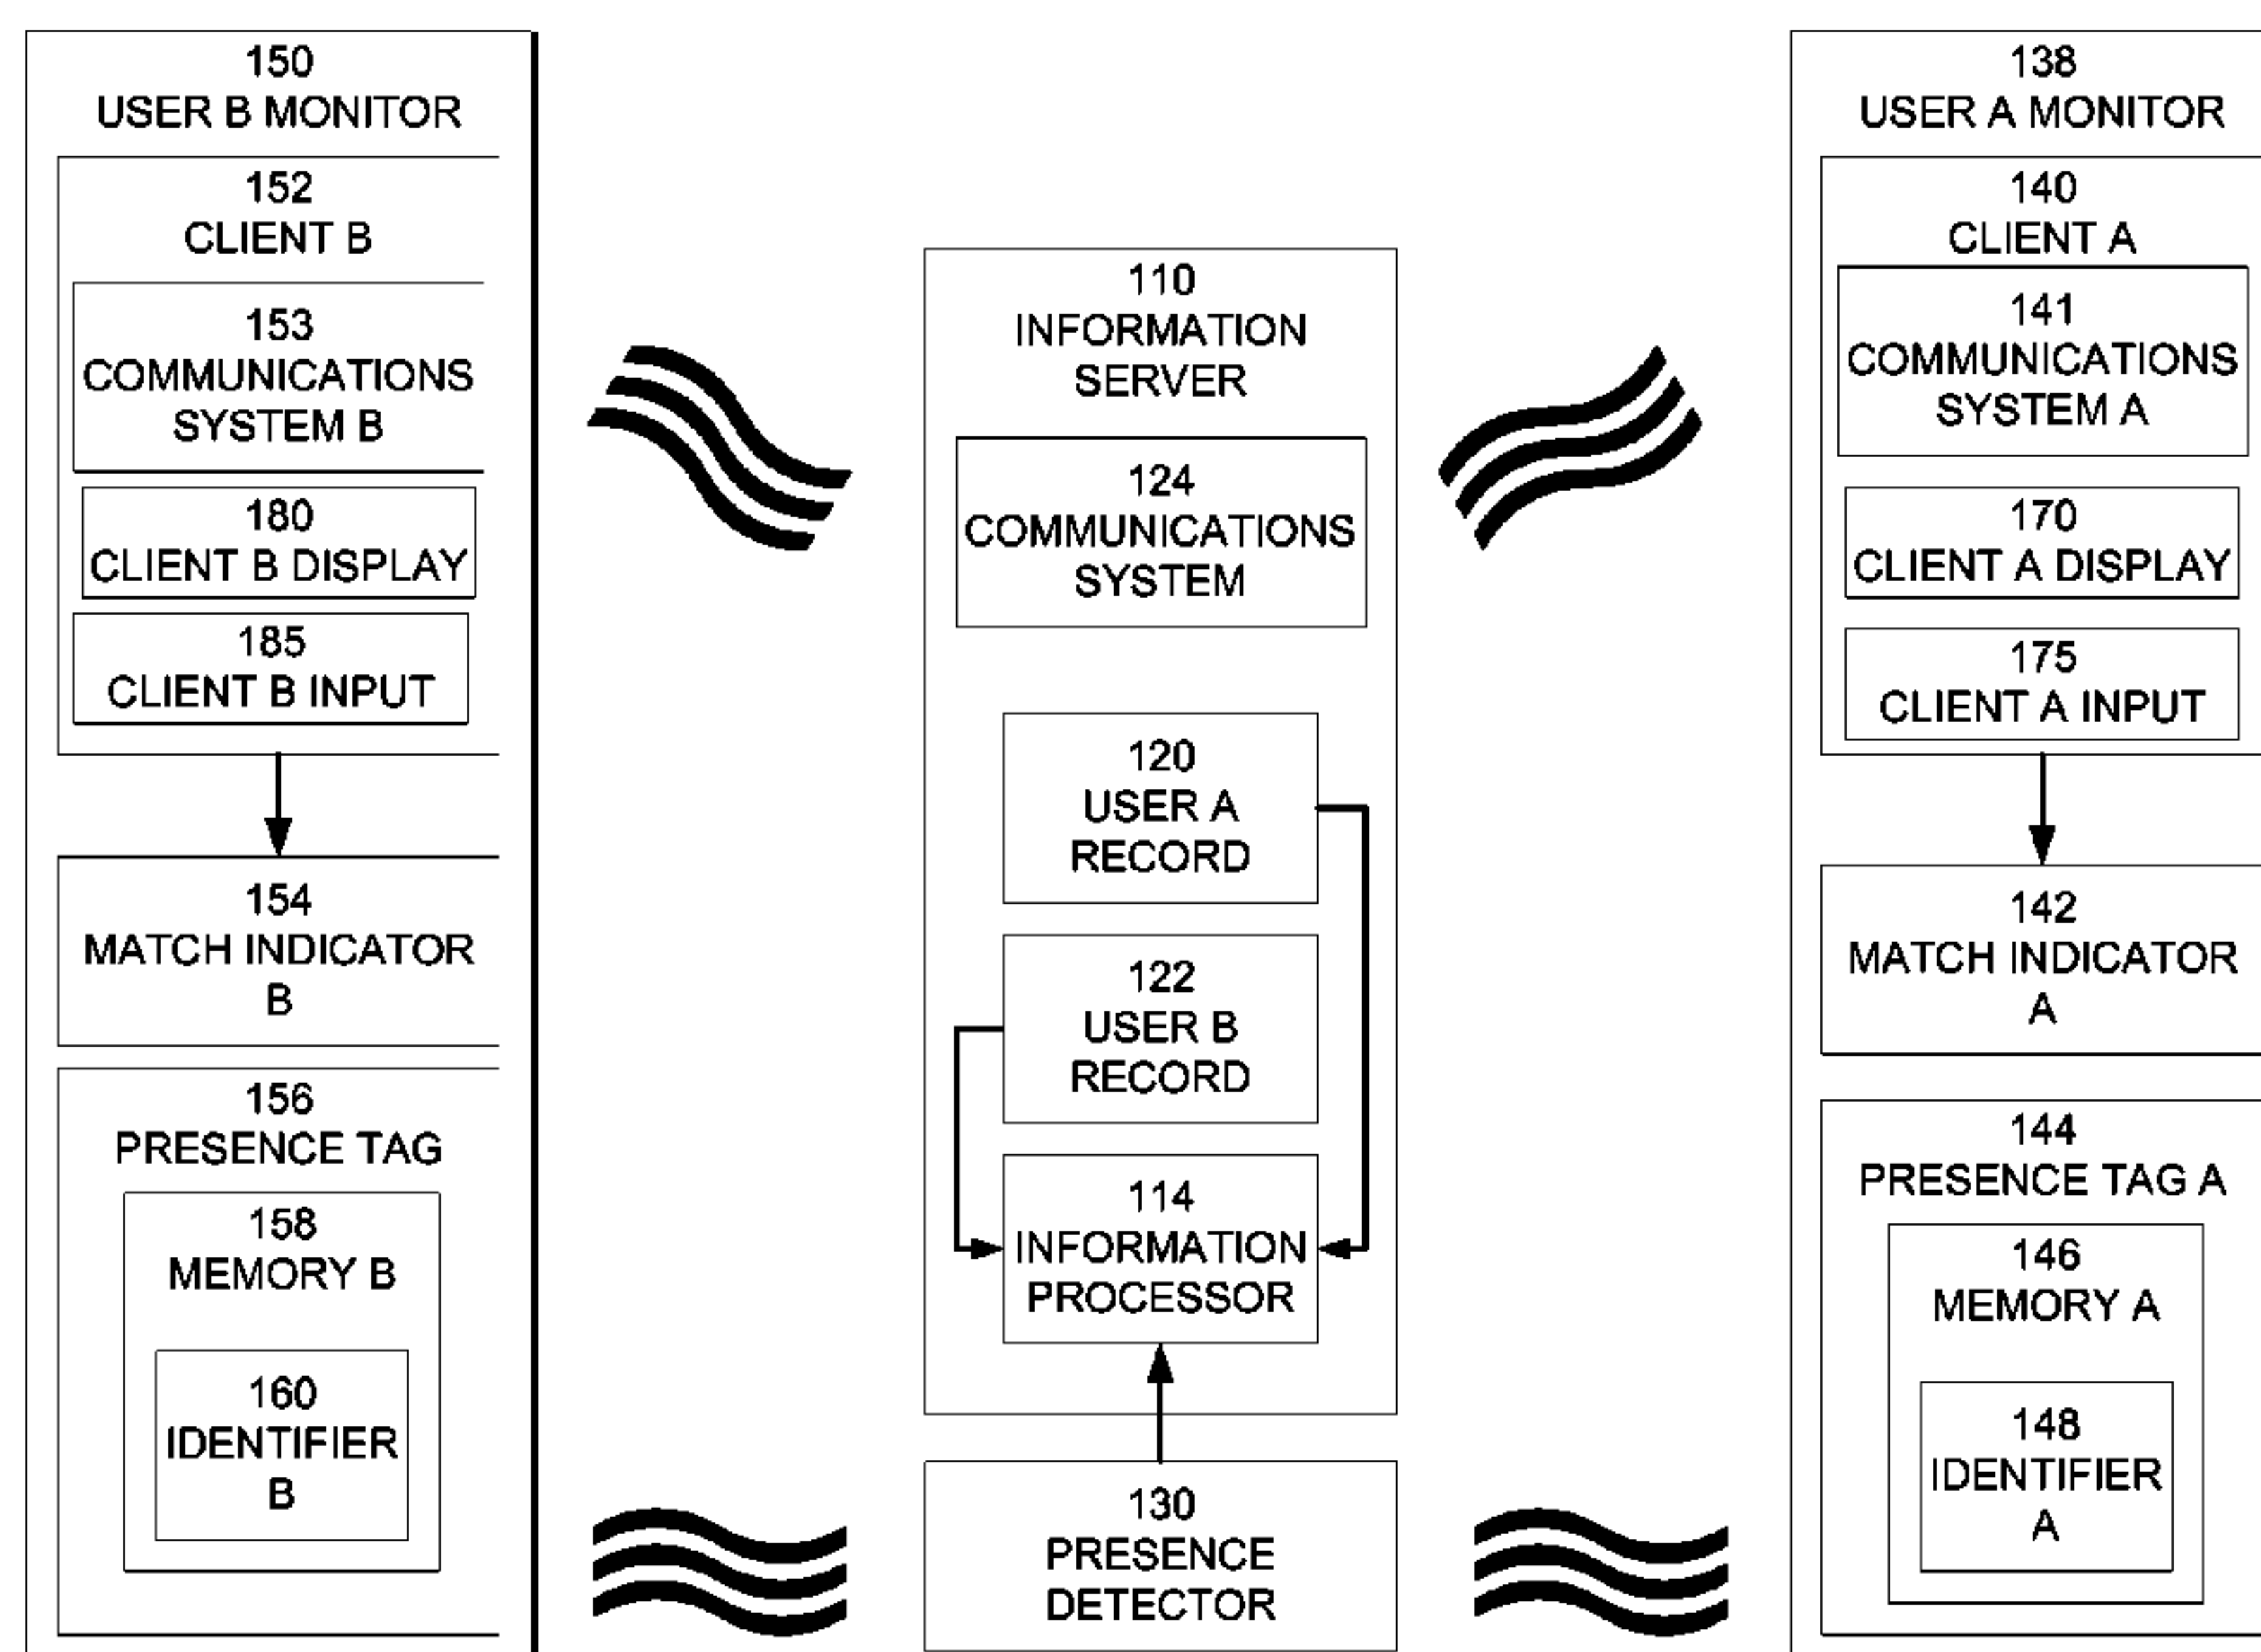 150
USER B MONITOR
152
CLIENT B
153
COMMUNICATIONS
SYSTEM B
180
CLIENT B DISPLAY
185
CLIENT B INPUT
154
MATCH INDICATOR
B
156
PRESENCE TAG
158
MEMORY B
160
IDENTIFIER
B
110
INFORMATION
SERVER
124
COMMUNICATIONS
SYSTEM
120
USER A
RECORD
122
USER B
RECORD
114
INFORMATION
PROCESSOR
130
PRESENCE
DETECTOR
138
USER A MONITOR
140
CLIENT A
141
COMMUNICATIONS
SYSTEM A
170
CLIENT A DISPLAY
175
CLIENT A INPUT
142
MATCH INDICATOR
A
144
PRESENCE TAG A
146
MEMORY A
148
IDENTIFIER
A